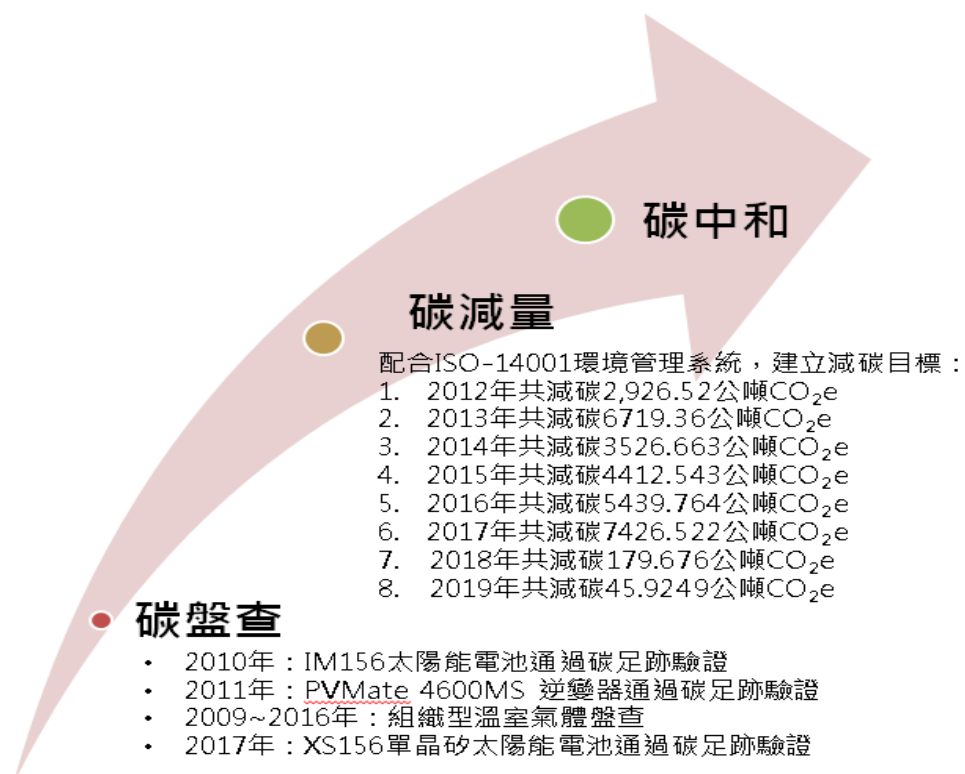 碳中和
碳減量
配合ISO-14001環境管理系統，建立減碳目標：
1. 2012年共減碳2,926.52公噸CO₂e
2. 2013年共減碳6719.36公噸CO₂e
3. 2014年共減碳3526.663公噸CO₂e
4. 2015年共減碳4412.543公噸CO₂e
5. 2016年共減碳5439.764公噸CO₂e
6. 2017年共減碳7426.522公噸CO₂e
7. 2018年共減碳179.676公噸CO₂e
8. 2019年共減碳45.9249公噸CO₂e
碳盤查
• 2010年：IM156太陽能電池通過碳足跡驗證
• 2011年：PVMate 4600MS 逆變器通過碳足跡驗證
• 2009~2016年：組織型溫室氣體盤查
• 2017年：XS156單晶矽太陽能電池通過碳足跡驗證